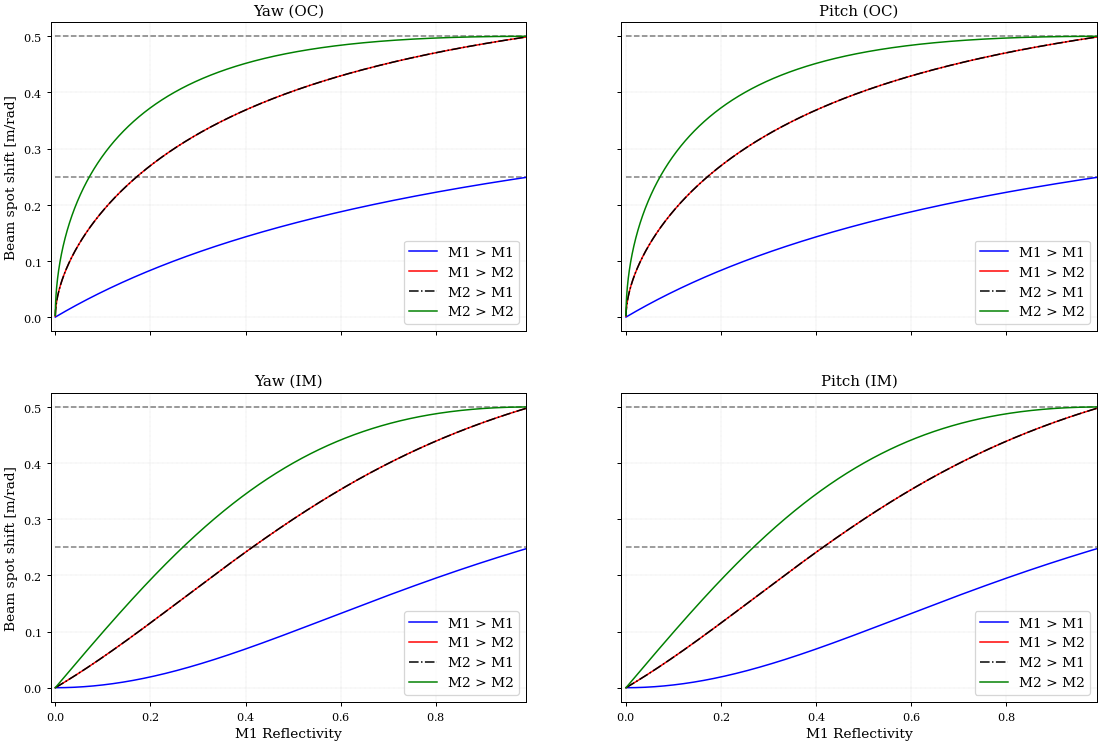 Yaw (OC)
Beam spot shift [m/rad]
0.5
0.4
0.3
0.2
0.1
0.0
M1 > M1
M1 > M2
M2 > M1
M2 > M2
Pitch (OC)
M1 > M1
M1 > M2
M2 > M1
M2 > M2
Yaw (IM)
Beam spot shift [m/rad]
0.5
0.4
0.3
0.2
0.1
0.0
M1 > M1
M1 > M2
M2 > M1
M2 > M2
0.0 0.2 0.4 0.6 0.8
M1 Reflectivity
Pitch (IM)
M1 > M1
M1 > M2
M2 > M1
M2 > M2
0.0 0.2 0.4 0.6 0.8
M1 Reflectivity